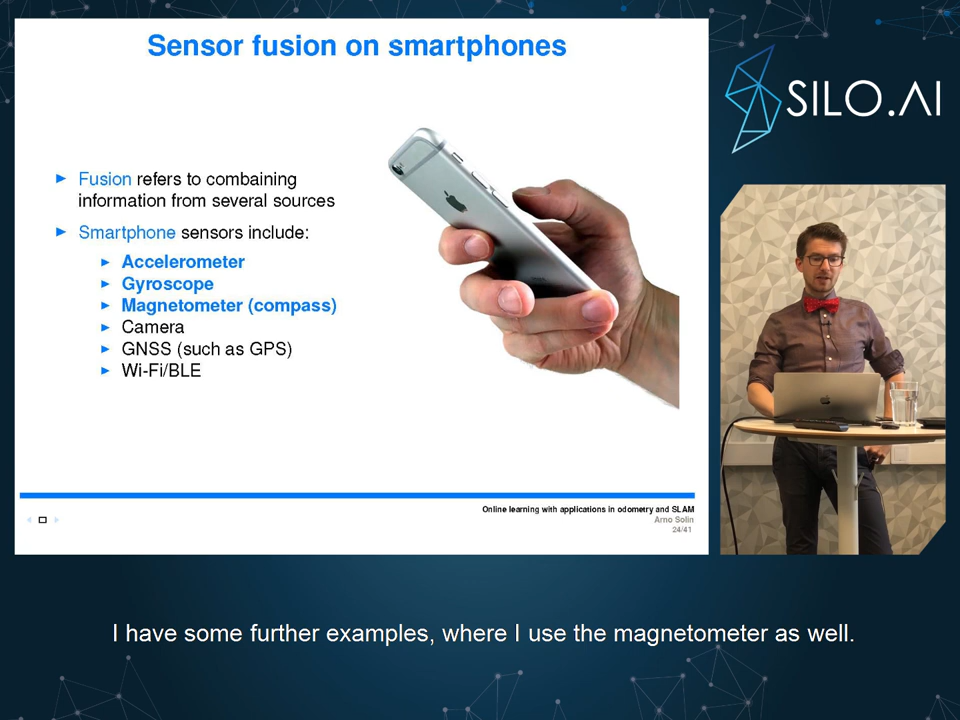 Sensor fusion on smartphones
SILO.AI
Fusion refers to combaining
information from several sources
Smartphone sensors include:
Accelerometer
Gyroscope
Magnetometer (compass)
Camera
GNSS (such as GPS)
Wi-Fi/BLE
Online learning with applications in odometry and SLAM
Arno Solin
24/41
I have some further examples, where I use the magnetometer as well.